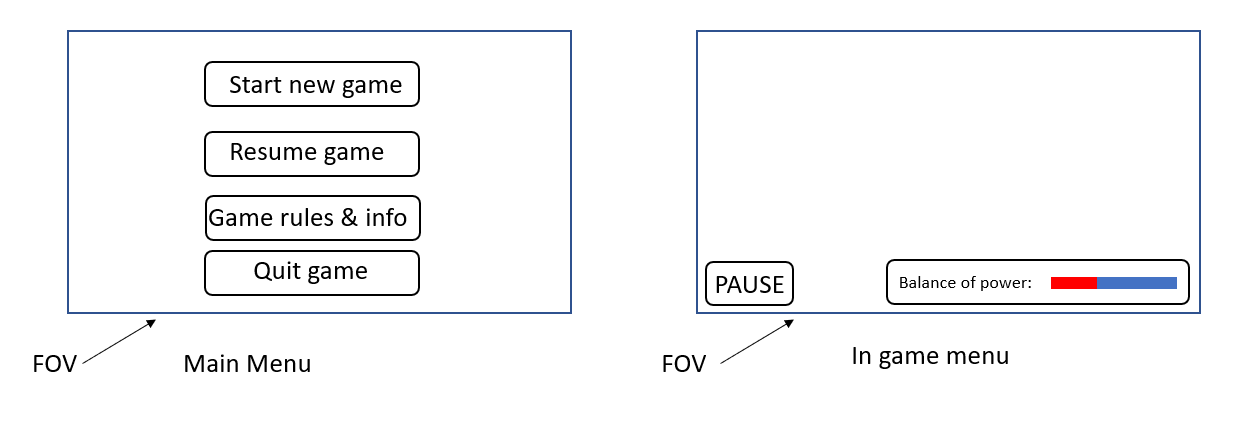 Start new game
Resume game
Game rules & info
Quit game
FOV
Main Menu
PAUSE
Balance of power:
FOV
In game menu